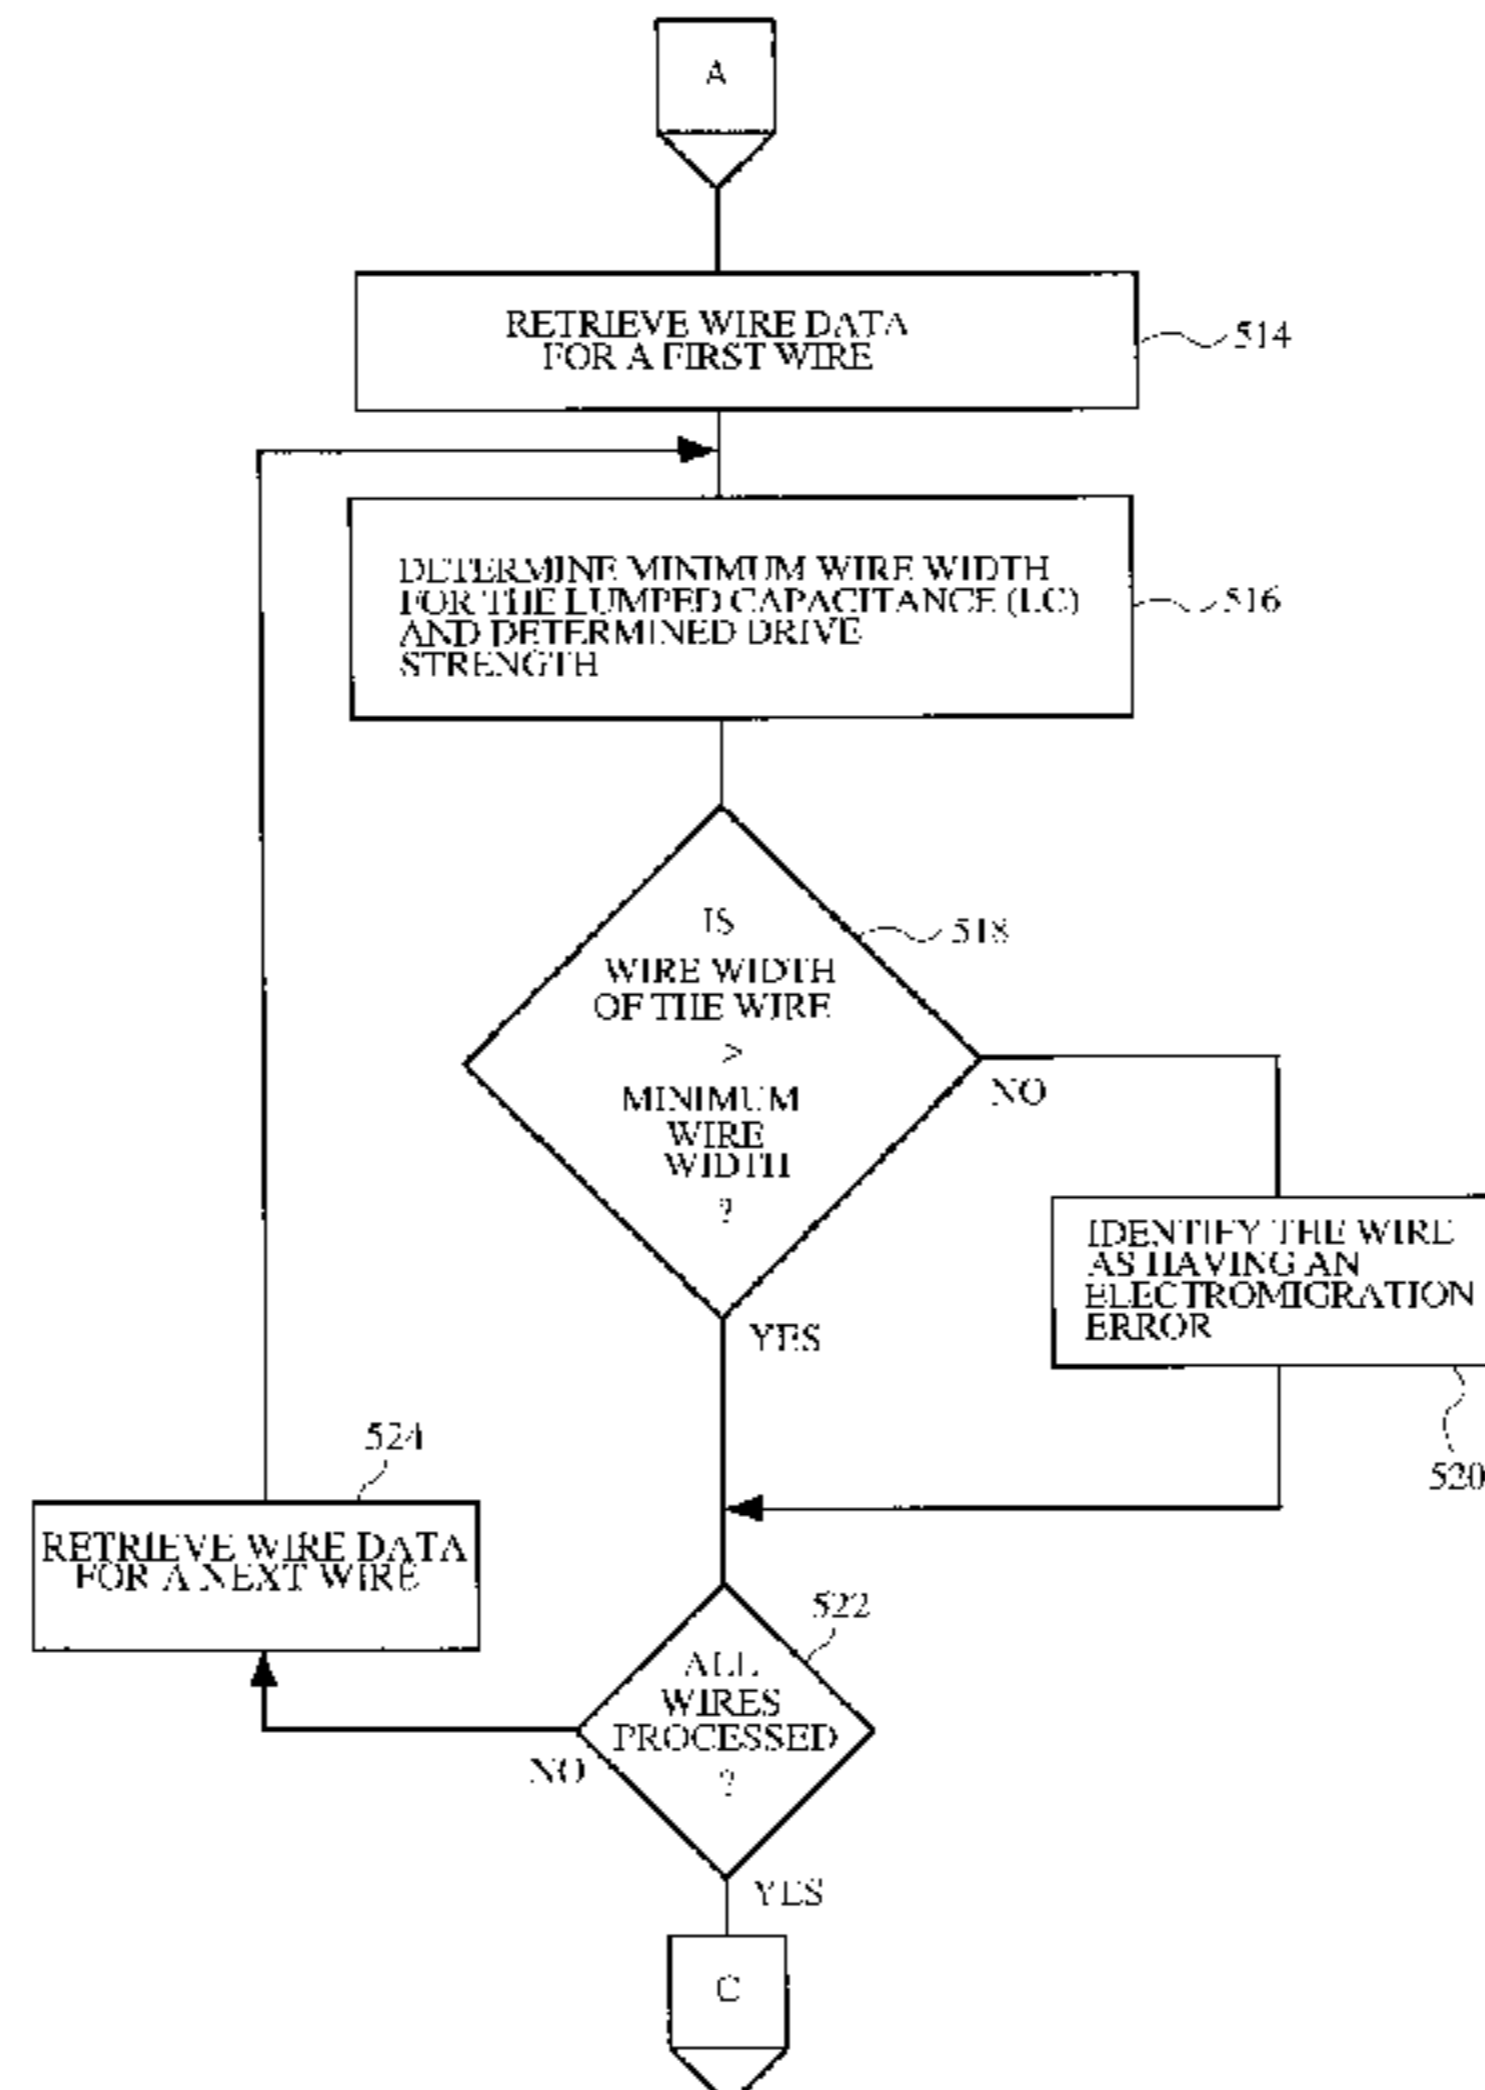 A
RETRIEVE WIRE DATA
FOR A FIRST WIRE
514
DETERMINE MINIMUM WIRE WIDTH
FOR THE LUMPED CAPACITANCE (LC)
AND DETERMINED DRIVE
STRENGTH
516
IS
WIRE WIDTH
OF THE WIRE
>
MINIMUM
WIRE
WIDTH
?
518
NO
IDENTIFY THE WIRE
AS HAVING AN
ELECTROMIGRATION
ERROR
520
YES
524
RETRIEVE WIRE DATA
FOR A NEXT WIRE
522
ALL
WIRES
PROCESSED
?
NO
YES
C